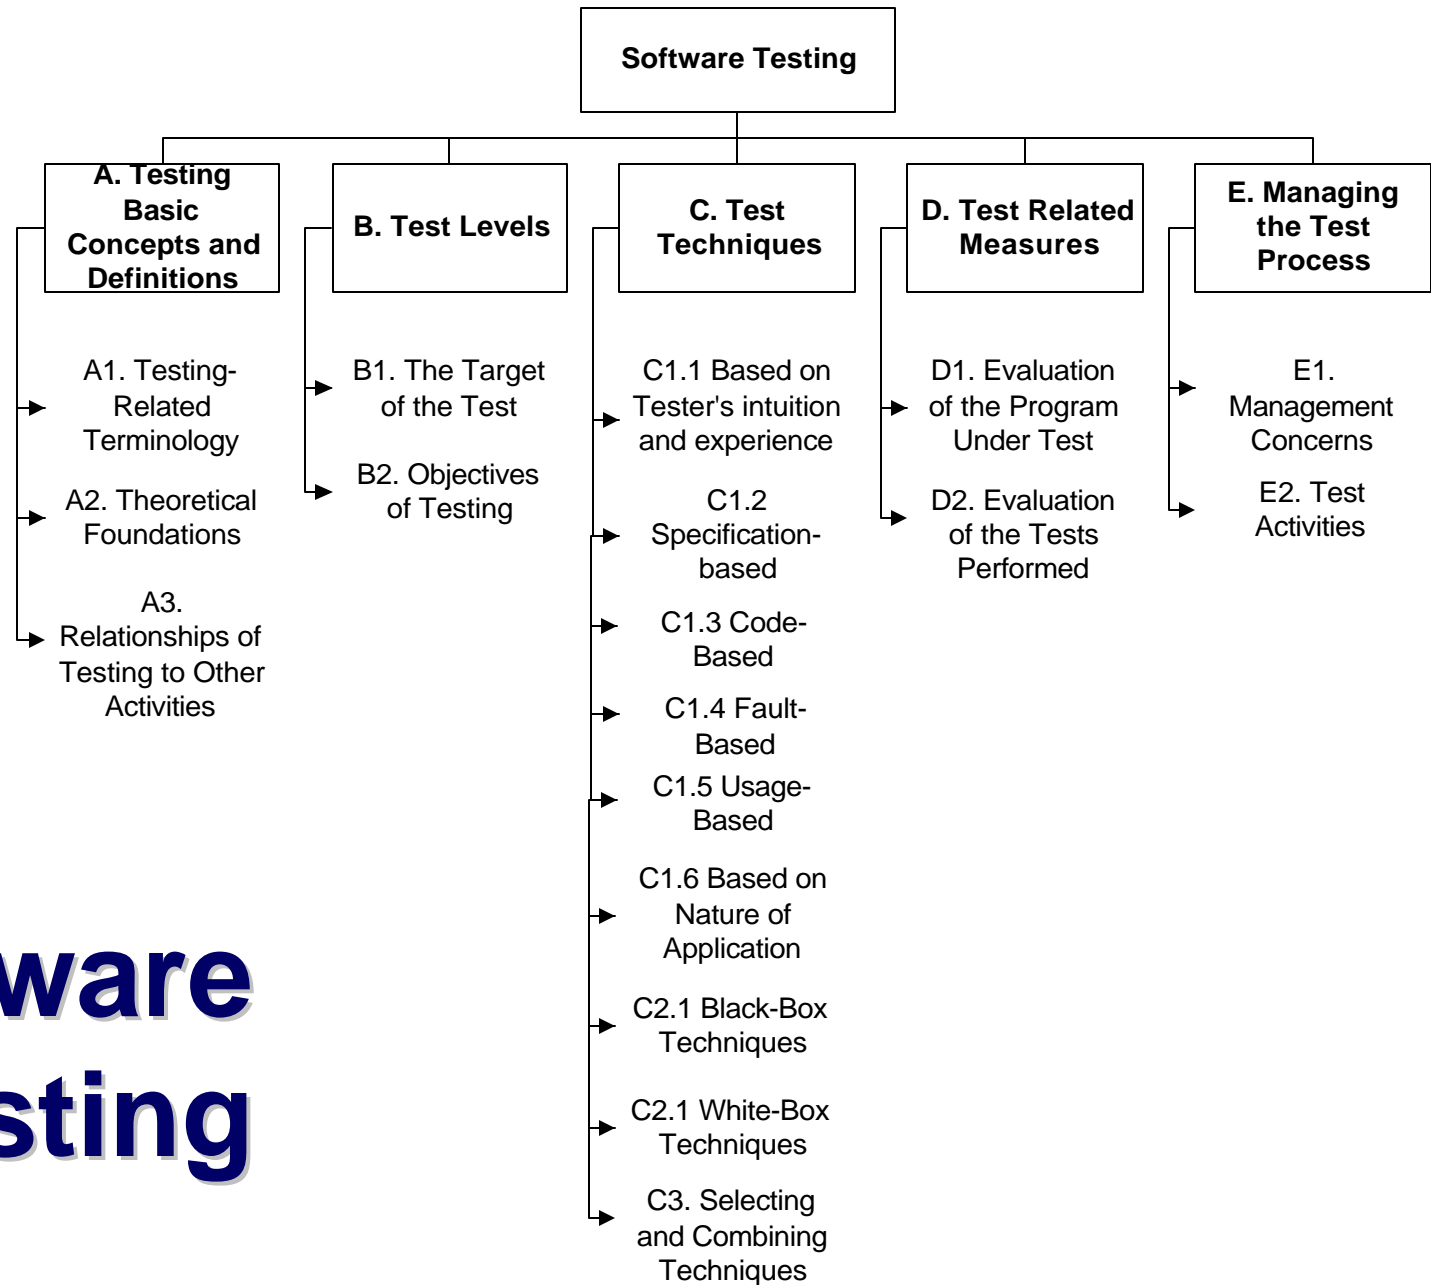 Software Testing
A. Testing
Basic
Concepts and
Definitions
B. Test Levels
C. Test
Techniques
D. Test Related
Measures
E. Managing
the Test
Process
A1. Testing-
Related
Terminology
A2. Theoretical
Foundations
A3.
Relationships of
Testing to Other
Activities
B1. The Target
of the Test
B2. Objectives
of Testing
C1.1 Based on
Tester's intuition
and experience
C1.2
Specification-
based
C1.3 Code-
Based
C1.4 Fault-
Based
C1.5 Usage-
Based
C1.6 Based on
Nature of
Application
C2.1 Black-Box
Techniques
C2.1 White-Box
Techniques
C3. Selecting
and Combining
Techniques
D1. Evaluation
of the Program
Under Test
D2. Evaluation
of the Tests
Performed
E1.
Management
Concerns
E2. Test
Activities
ware
sting